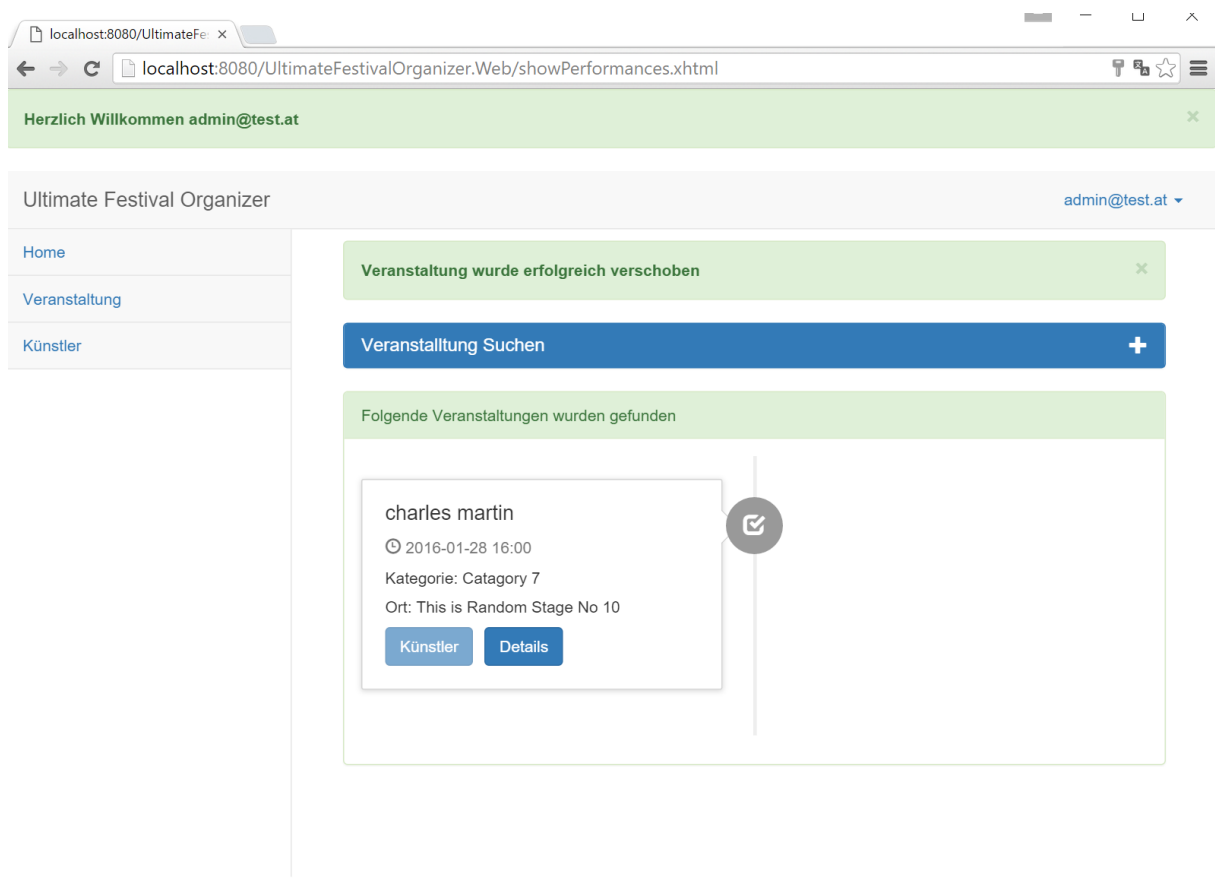 localhost:8080/UltimateFe
localhost:8080/UltimateFestivalOrganizer.Web/showPerformances.xhtml
Herzlich Willkommen admin@test.at
Ultimate Festival Organizer
admin@test.at
Home
Veranstaltung
Künstler
Veranstaltung wurde erfolgreich verschoben
Veranstalltung Suchen
Folgende Veranstaltungen wurden gefunden
charles martin
2016-01-28 16:00
Kategorie: Catagory 7
Ort: This is Random Stage No 10
Künstler Details